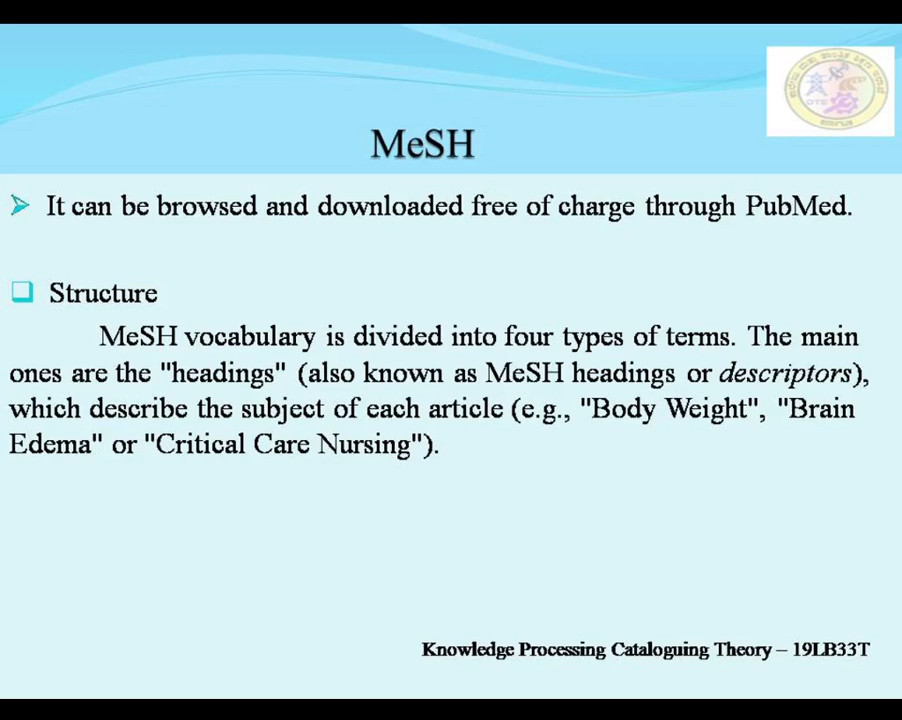 MeSH
It can be browsed and downloaded free of charge through PubMed.
Structure
MeSH vocabulary is divided into four types of terms. The main
ones are the "headings" (also known as MeSH headings or descriptors),
which describe the subject of each article (e.g., "Body Weight", "Brain
Edema" or "Critical Care Nursing").
Knowledge Processing Cataloguing Theory – 19LB33T
DTE